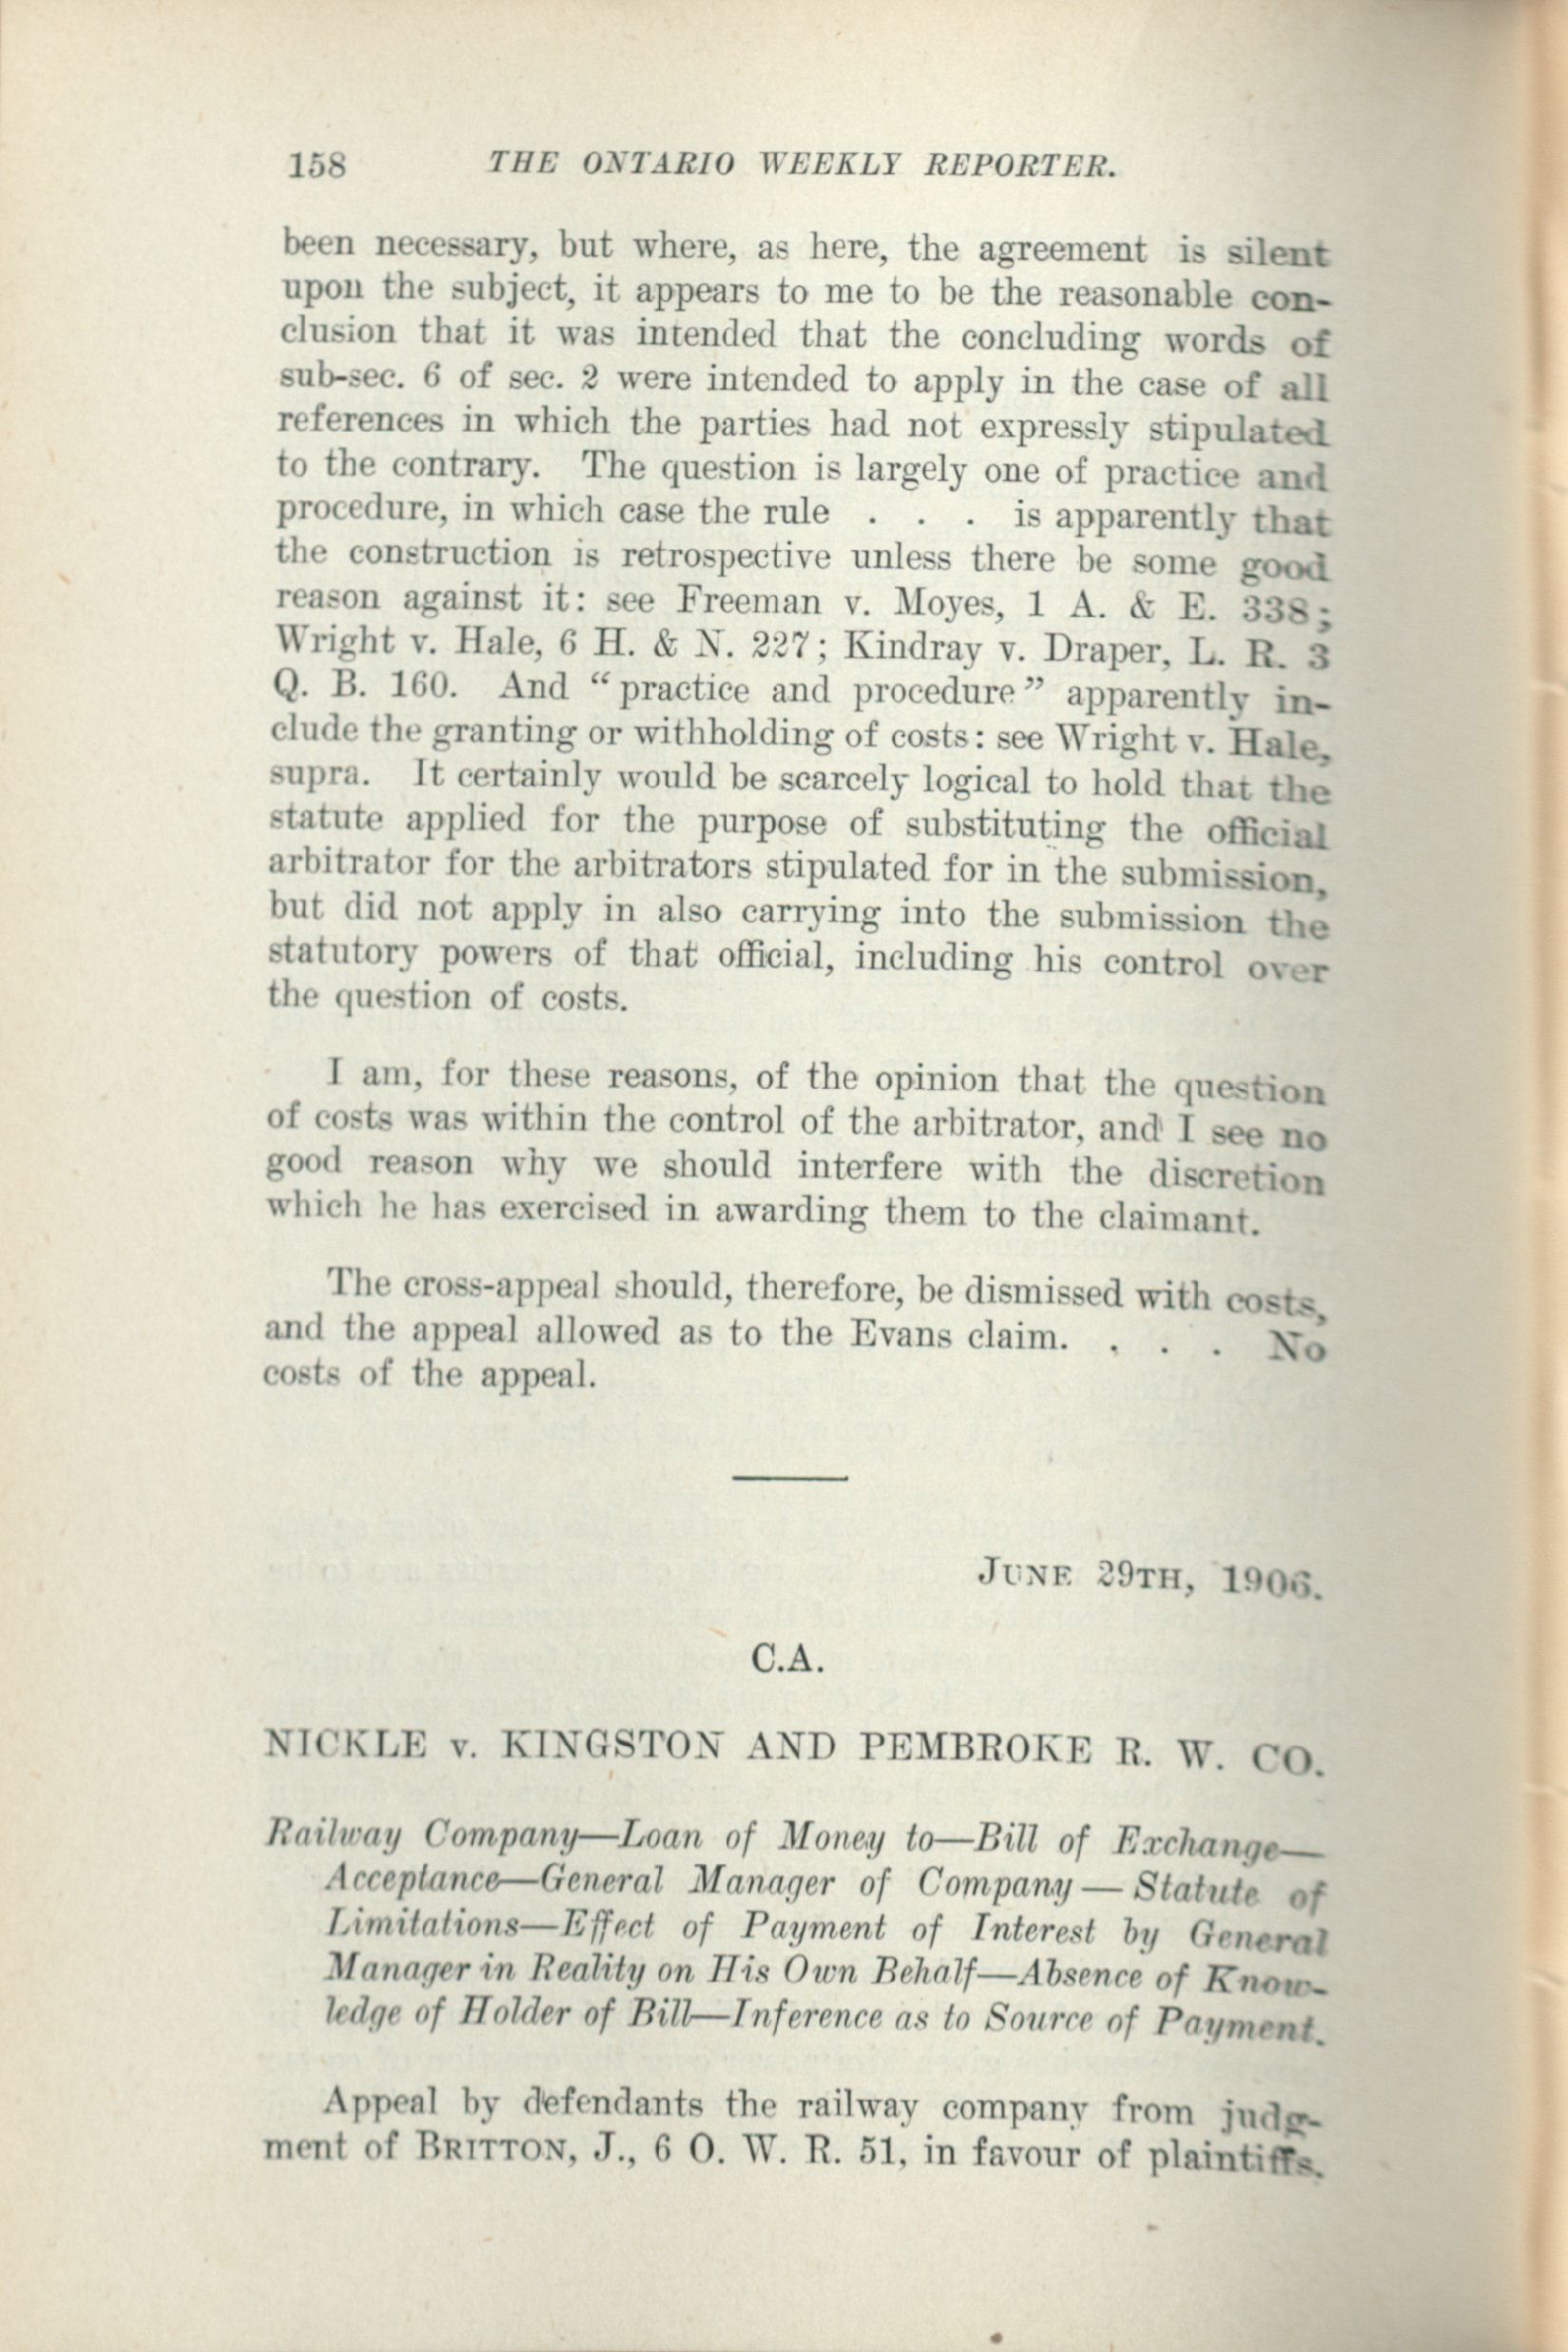 158 THE ONTARIO WEEKLY REPORTER.
been necessary, but where, as here, the agreement is silent
upon the subject, it appears to me to be the reasonable con-
clusion that it was intended that the concluding words of
sub-sec. 6 of sec. 2 were intended to apply in the case of all
references in which the parties had not expressly stipulated
to the contrary. The question is largely one of practice and
procedure, in which case the rule . . . is apparently that
the construction is retrospective unless there be some good
reason against it: see Freeman v. Moyes, 1 A. & E. 338;
Wright v. Hale, 6 H. & N. 227; Kindray v. Draper, L. R. 3
Q. B. 160. And "practice and procedure" apparently in-
clude the granting or withholding of costs: see Wright v. Hale,
supra. It certainly would be scarcely logical to hold that the
statute applied for the purpose of substituting the official
arbitrator for the arbitrators stipulated for in the submission,
but did not apply in also carrying into the submission the
statutory powers of that official, including his control over
the question of costs.
I am, for these reasons, of the opinion that the question
of costs was within the control of the arbitrator, and I see no
good reason why we should interfere with the discretion
which he has exercised in awarding them to the claimant.
The cross-appeal should, therefore, be dismissed with costs,
and the appeal allowed as to the Evans claim. . . . No
costs of the appeal.
JUNE 29TH, 1906.
C.A.
NICKLE v. KINGSTON AND PEMBROKE R. W. CO.
Railway Company—Loan of Money to—Bill of Exchange—
Acceptance—General Manager of Company — Statute of
Limitations—Effect of Payment of Interest by General
Manager in Reality on His Own Behalf—Absence of Know-
ledge of Holder of Bill—Inference as to Source of Payment.
Appeal by defendants the railway company from judg-
ment of BRITTON, J., 6 O. W. R. 51, in favour of plaintiffs.